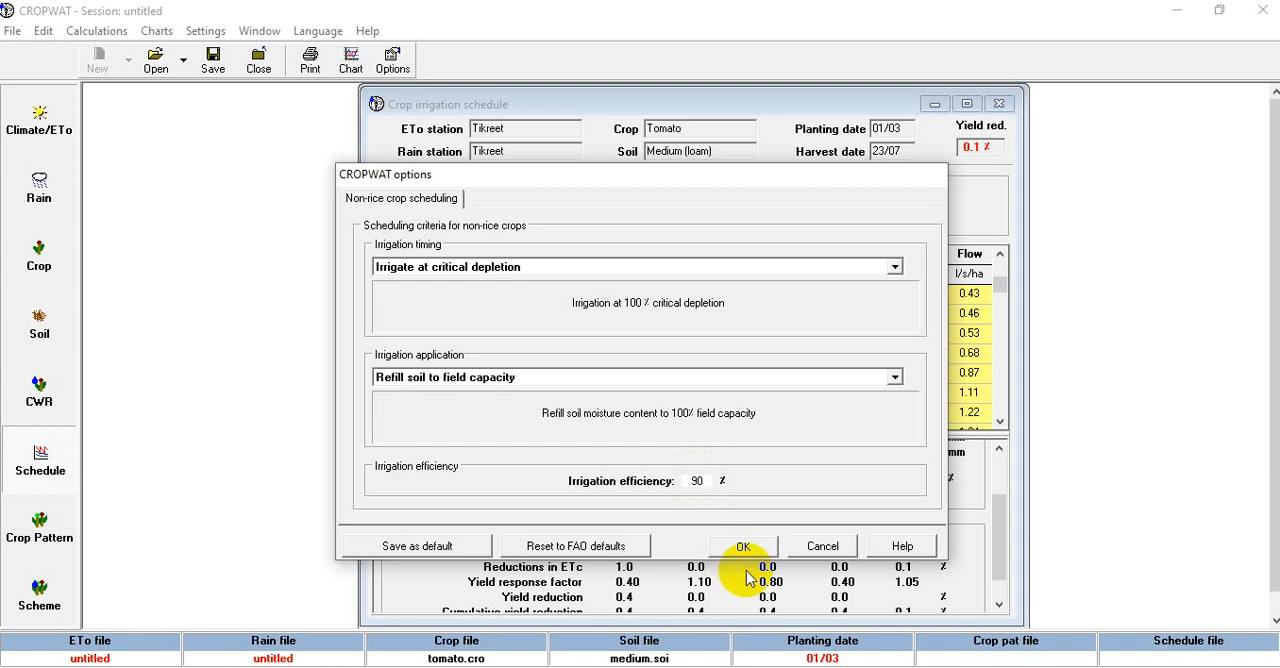 CROPWAT - Session: untitled
File Edit Calculations Charts Settings Window Language Help
New Open Save Close Print Chart Options
Climate/ETo
Rain
Crop
Soil
CWR
Schedule
Crop Pattern
Scheme
Crop irrigation schedule
ETo station Tikreet Crop Tomato Planting date 01/03 Yield red.
Rain station Tikreet Soil Medium (loam) Harvest date 23/07 0.1 %
CROPWAT options
Non-rice crop scheduling
Scheduling criteria for non-rice crops
Irrigation timing
Irrigate at critical depletion
Irrigation at 100 % critical depletion
Irrigation application
Refill soil to field capacity
Refill soil moisture content to 100% field capacity
Irrigation efficiency
Irrigation efficiency: 90 %
Save as default Reset to FAO defaults OK Cancel Help
Flow
l/s/ha
0.43
0.46
0.53
0.68
0.87
1.11
1.22
mm
%
Reductions in ETc 1.0 0.0 0.0 0.0 0.1 %
Yield response factor 0.40 1.10 0.80 0.40 1.05
Yield reduction 0.4 0.0 0.0 0.0 %
Cumulative yield reduction 0.4 0.4 0.4 0.4 0.1 %
ETo file Rain file Crop file Soil file Planting date Crop pat file Schedule file
untitled untitled tomato.cro medium.soi 01/03